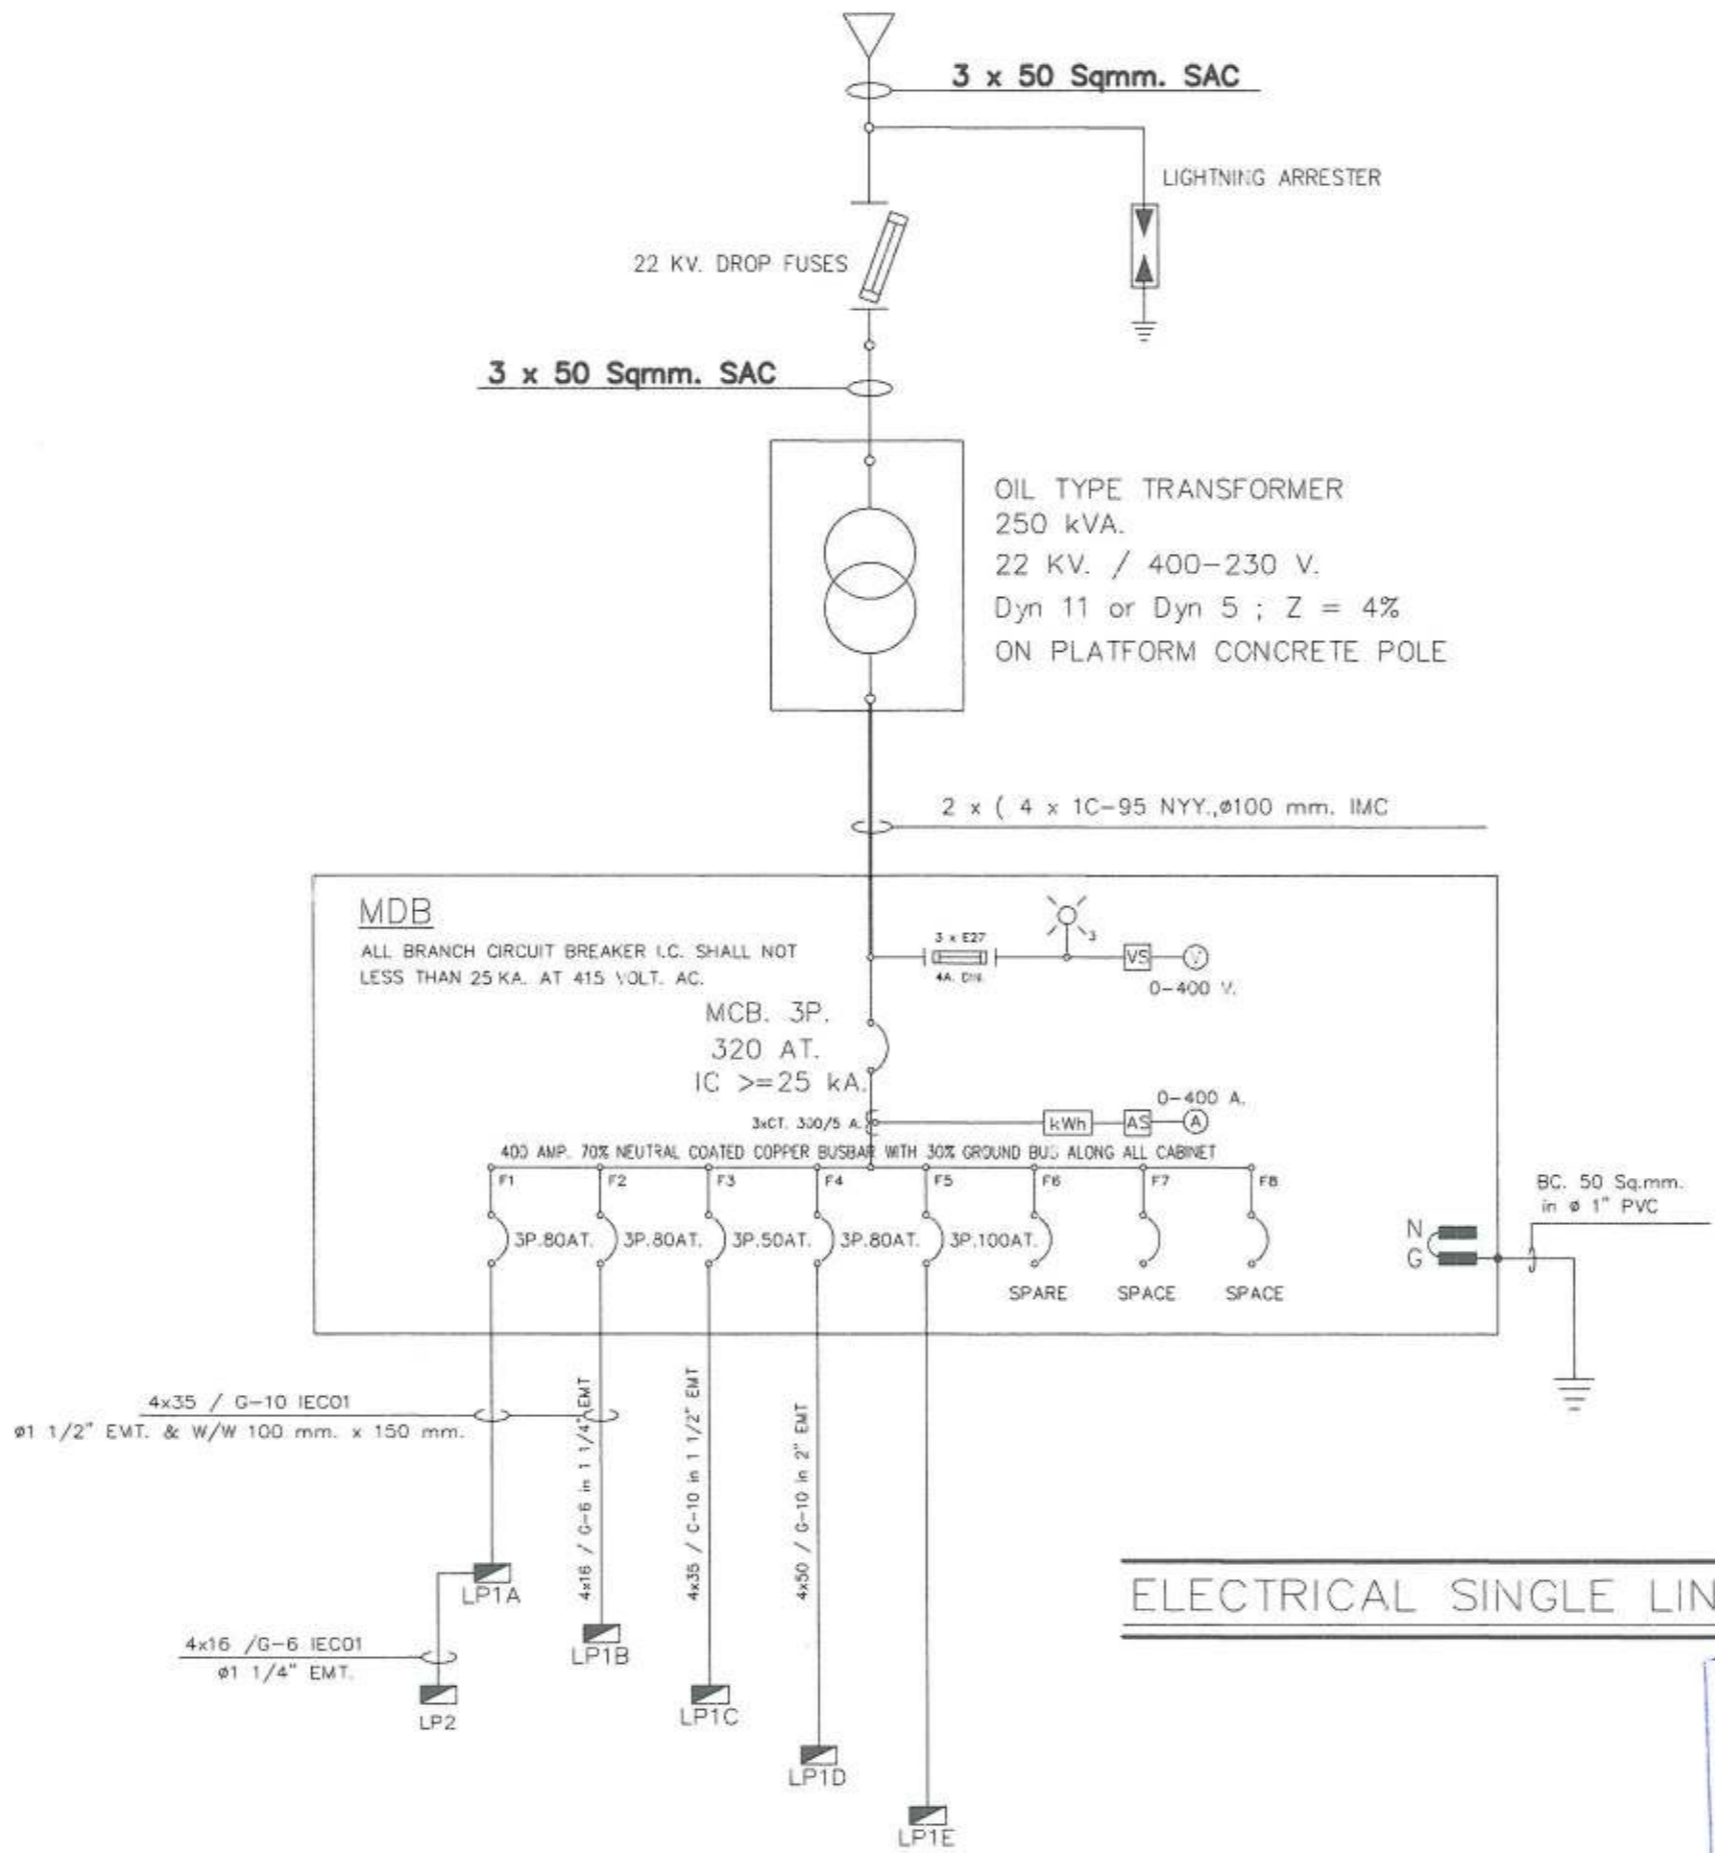 3 x 50 Sqmm. SAC
LIGHTNING ARRESTER
22 KV. DROP FUSES
3 x 50 Sqmm. SAC
OIL TYPE TRANSFORMER
250 kVA.
22 KV. / 400-230 V.
Dyn 11 or Dyn 5 ; Z = 4%
ON PLATFORM CONCRETE POLE
2 x ( 4 x 1C-95 NYY.,ø100 mm. IMC
MDB
ALL BRANCH CIRCUIT BREAKER I.C. SHALL NOT
LESS THAN 25 KA. AT 415 VOLT. AC.
3 x E27
4A. DIN.
3
VS
V
0-400 V.
MCB. 3P.
320 AT.
IC >=25 kA.
3xCT. 300/5 A.
kWh
AS
A
0-400 A.
400 AMP. 70% NEUTRAL COATED COPPER BUSBAR WITH 30% GROUND BUS ALONG ALL CABINET
F1
F2
F3
F4
F5
F6
F7
F8
3P.80AT.
3P.80AT.
3P.50AT.
3P.80AT.
3P.100AT.
SPARE
SPACE
SPACE
N
G
BC. 50 Sq.mm.
in ø 1" PVC
4x35 / G-10 IEC01
ø1 1/2" EMT. & W/W 100 mm. x 150 mm.
4x16 / G-6 in 1 1/4" EMT
4x35 / G-10 in 1 1/2" EMT
4x50 / G-10 in 2" EMT
LP1A
4x16 /G-6 IEC01
ø1 1/4" EMT.
LP2
LP1B
LP1C
LP1D
LP1E
ELECTRICAL SINGLE LIN